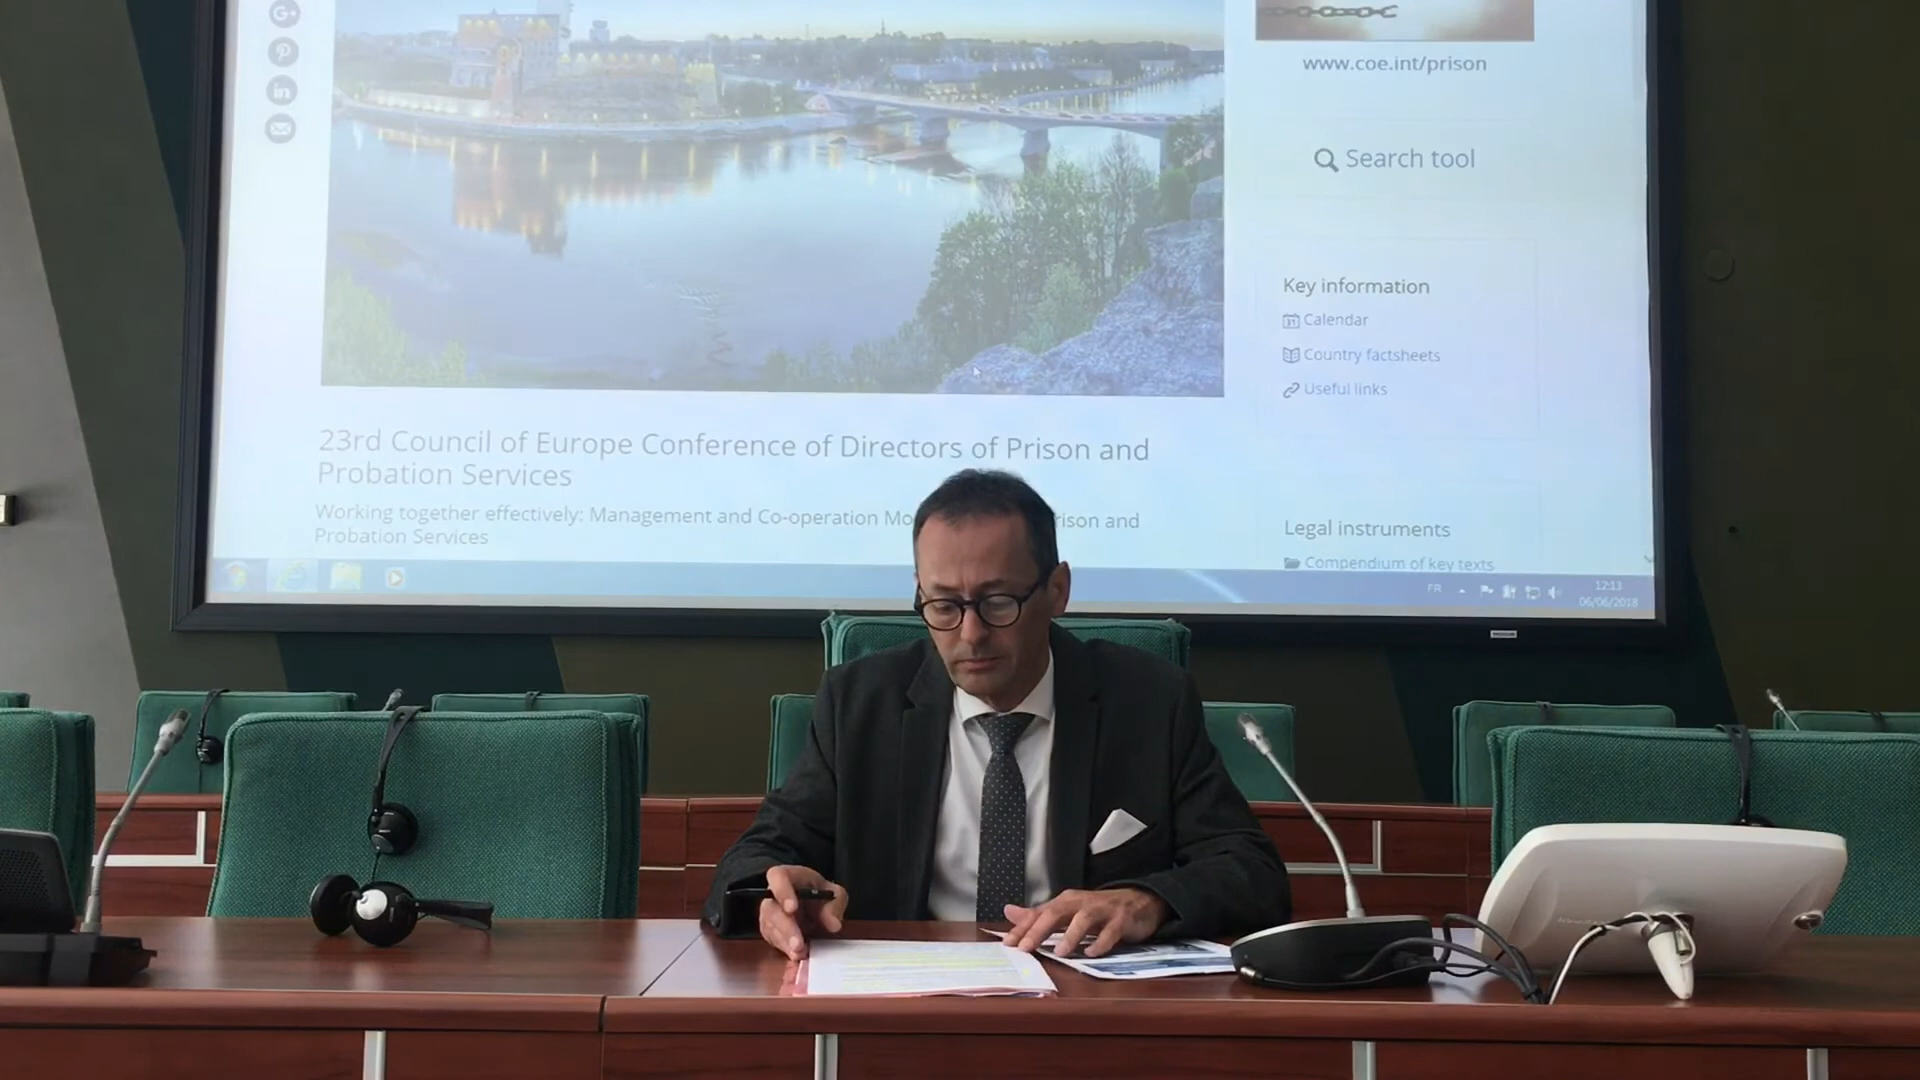 www.coe.int/prison
Search tool
Key information
31 Calendar
Country factsheets
Useful links
23rd Council of Europe Conference of Directors of Prison and
Probation Services
Working together effectively: Management and Co-operation rison and
Probation Services
Legal instruments
Compendium of key texts
FR
12:13
06/06/2018